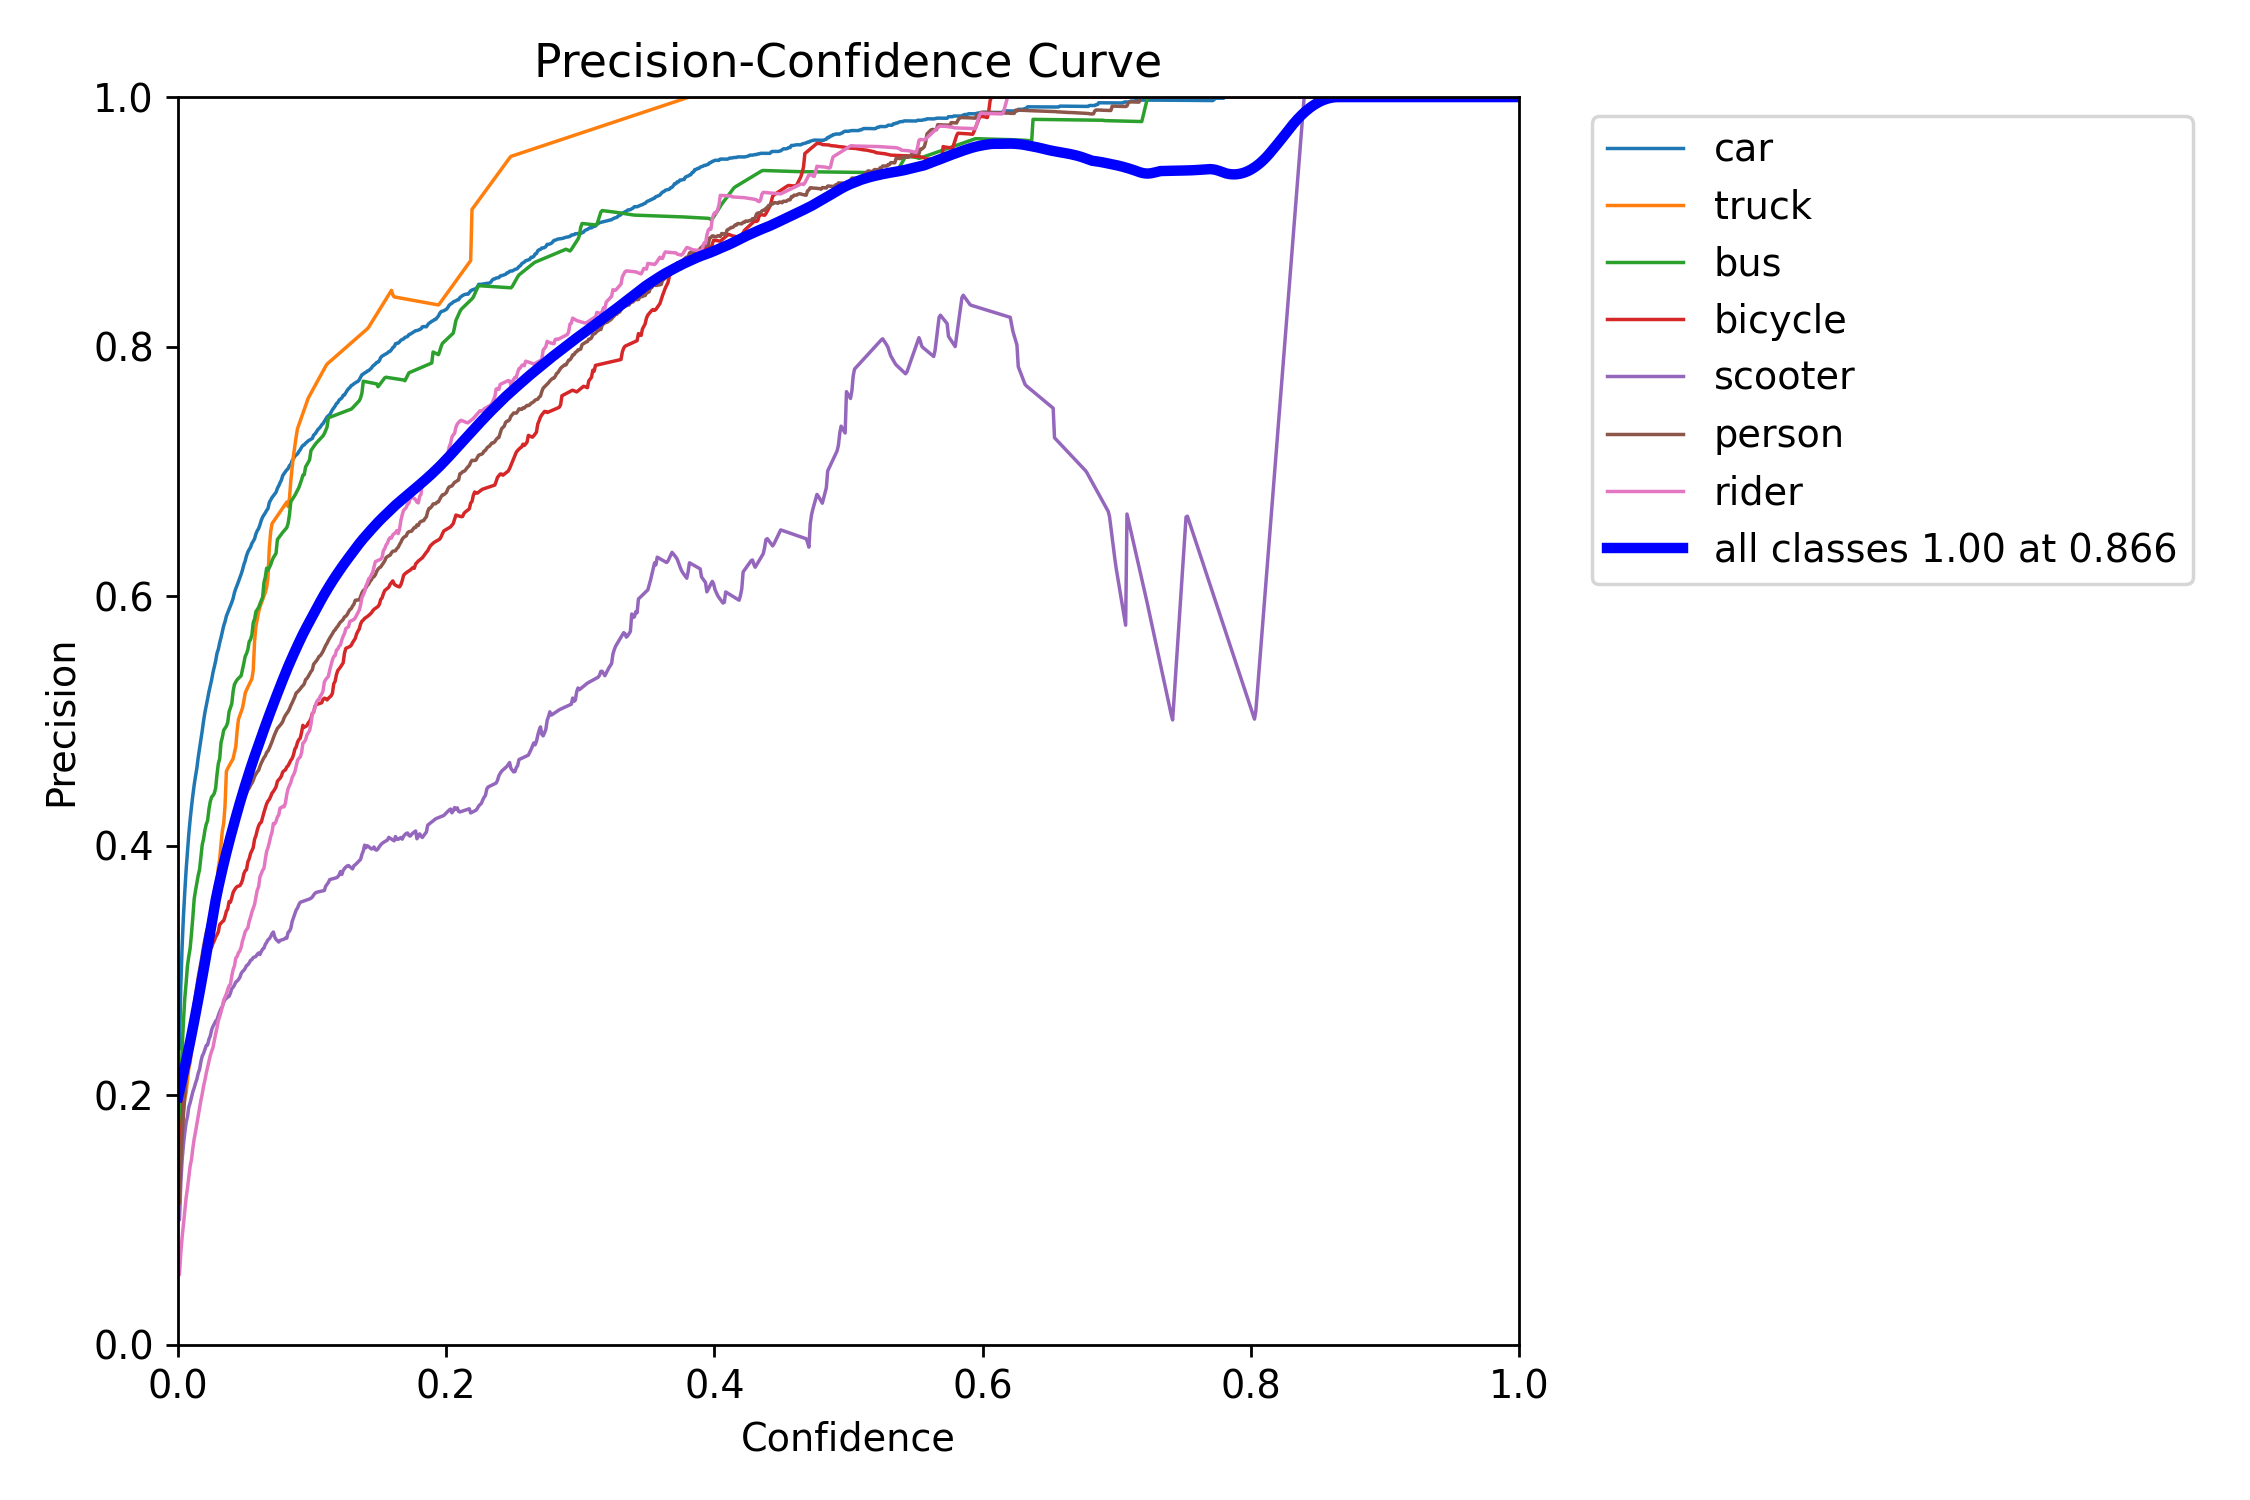 Precision-Confidence Curve
1.0
0.8
0.6
0.4
0.2
0.0
Precision
0.0 0.2 0.4 0.6 0.8 1.0
Confidence
car
truck
bus
bicycle
scooter
person
rider
all classes 1.00 at 0.866